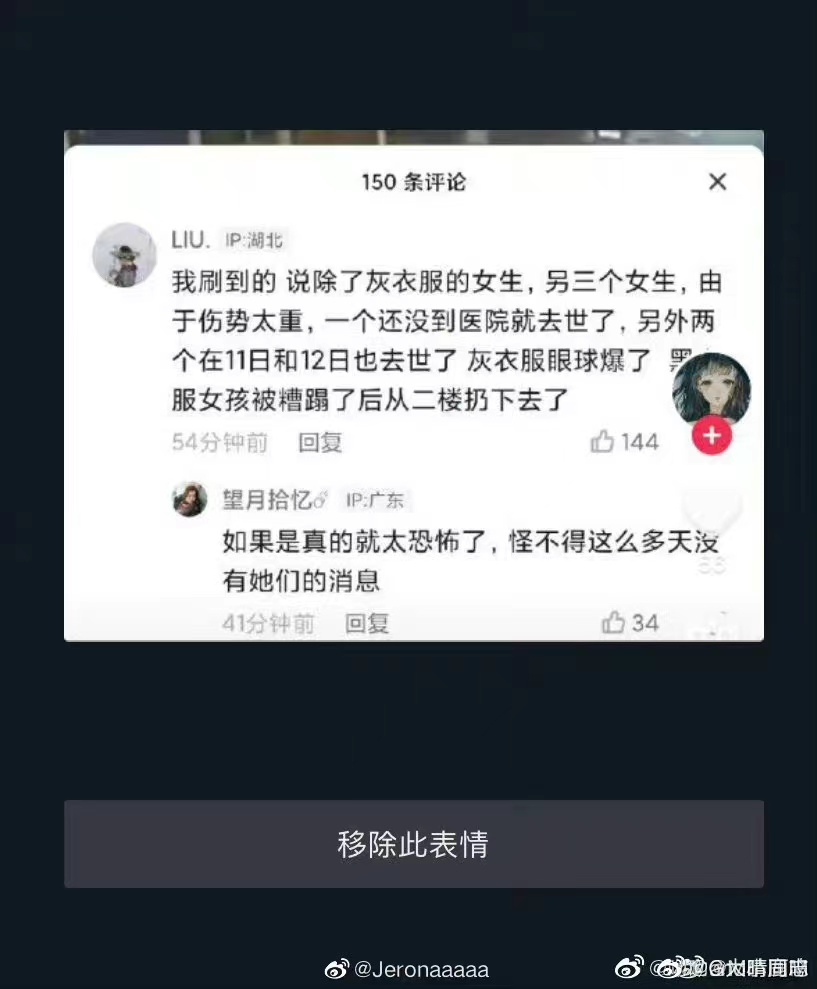 150 条评论
LIU. IP:湖北
我刷到的 说除了灰衣服的女生，另三个女生，由
于伤势太重，一个还没到医院就去世了，另外两
个在11日和12日也去世了 灰衣服眼球爆了 黑
服女孩被糟蹋了后从二楼扔下去了
54分钟前 回复 144
望月拾忆♂ IP:广东
如果是真的就太恐怖了，怪不得这么多天没
有她们的消息
66
41分钟前 回复 34
移除此表情
@Jeronaaaaa